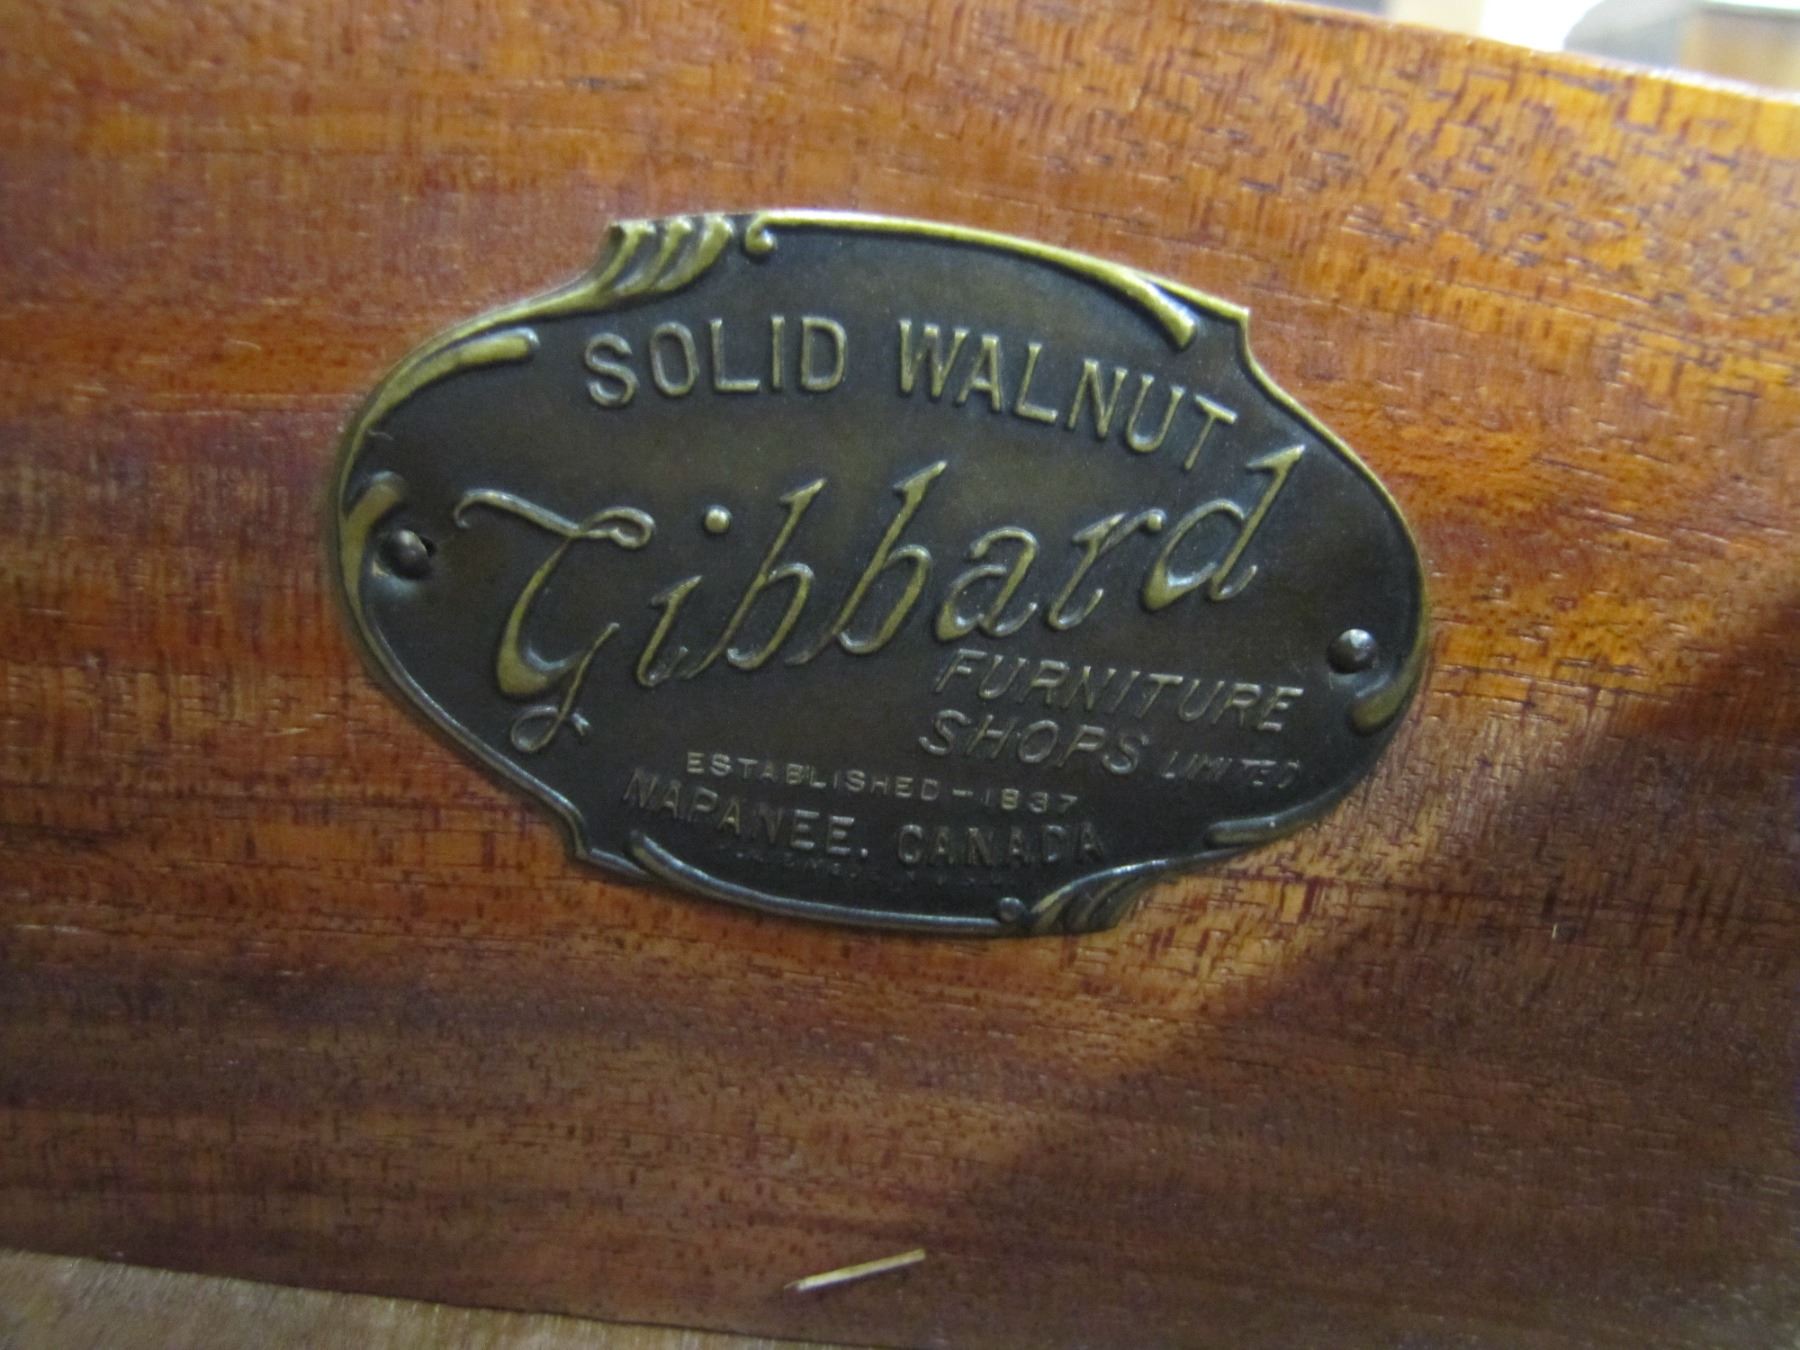 SOLID WALNUT
Gibbard
FURNITURE
SHOPS LIMITED
ESTABLISHED - 1837
NAPANEE, CANADA